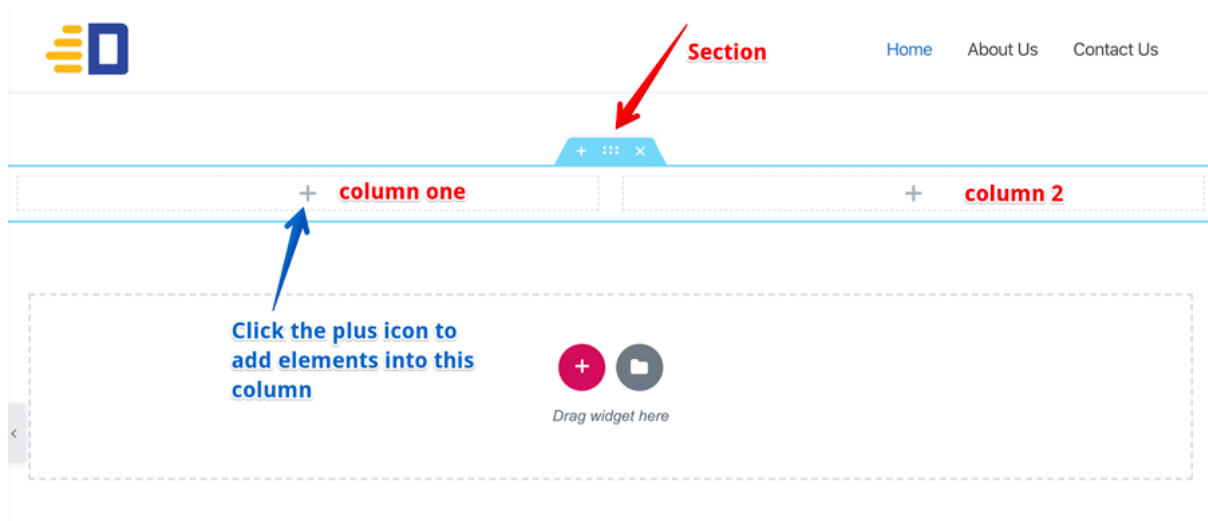 Section
Home About Us Contact Us
column one
column 2
Click the plus icon to
add elements into this
column
Drag widget here